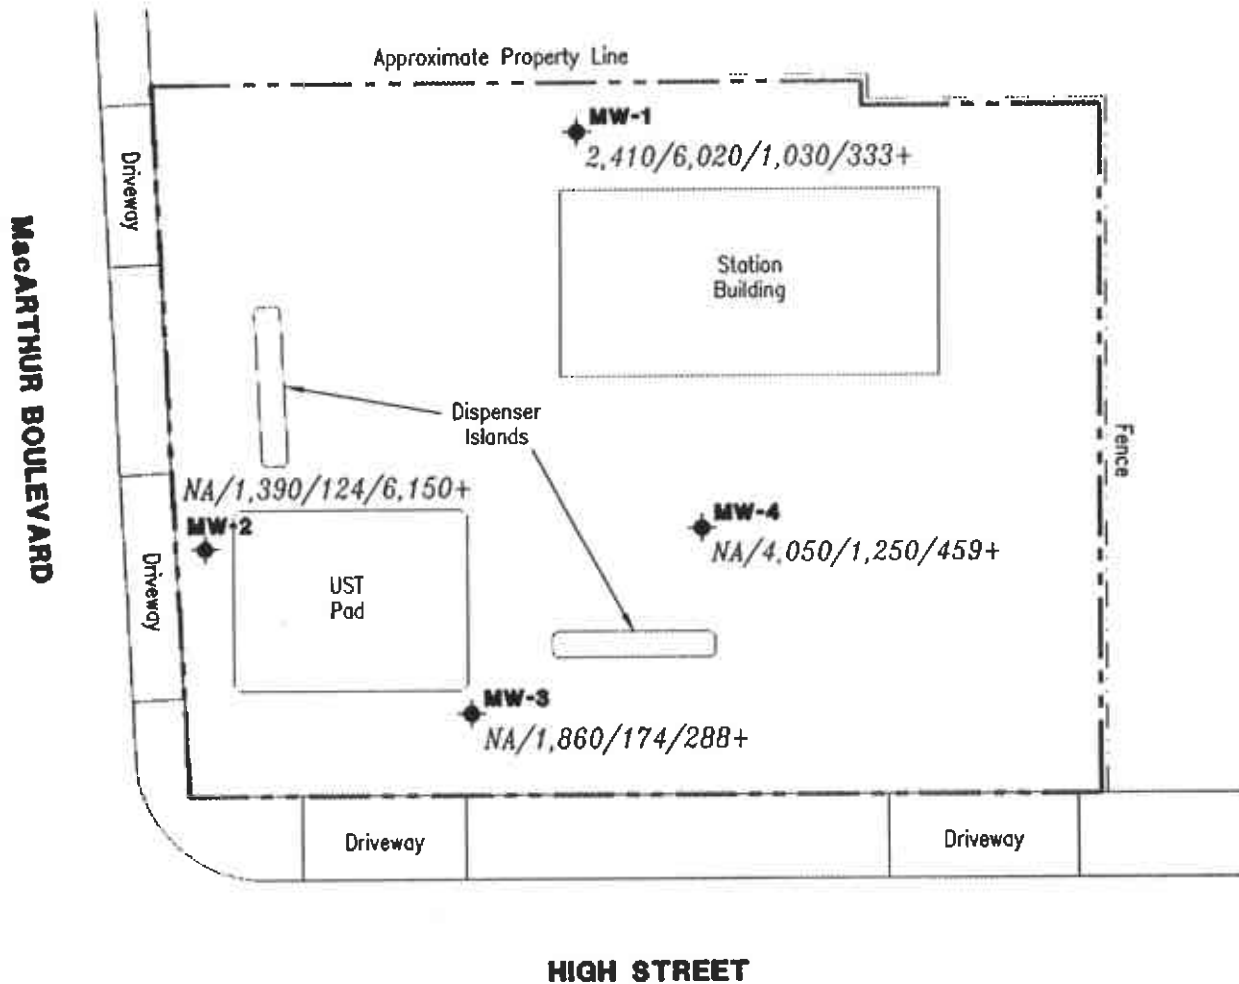 Approximate Property Line
MW-1
2,410/6,020/1,030/333+
Driveway
Station
Building
MacARTHUR BOULEVARD
Dispenser
Islands
Fence
NA/1,390/124/6,150+
MW-2
MW-4
NA/4,050/1,250/459+
Driveway
UST
Pad
MW-3
NA/1,860/174/288+
Driveway
Driveway
HIGH STREET